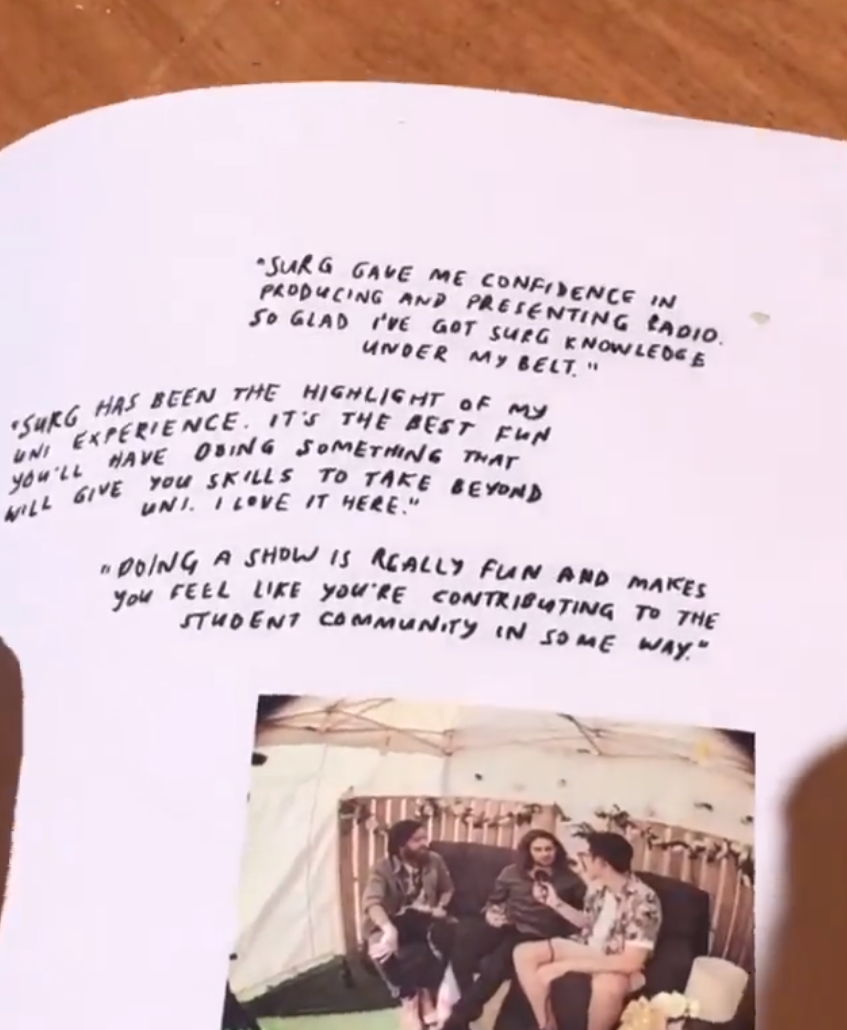 "SURG GAVE ME CONFIDENCE IN
PRODUCING AND PRESENTING RADIO.
SO GLAD I'VE GOT SURG KNOWLEDGE
UNDER MY BELT."
"SURG HAS BEEN THE HIGHLIGHT OF MY
UNI EXPERIENCE. IT'S THE BEST FUN
YOU'LL HAVE DOING SOMETHING THAT
WILL GIVE YOU SKILLS TO TAKE BEYOND
UNI. I LOVE IT HERE."
"DOING A SHOW IS REALLY FUN AND MAKES
YOU FEEL LIKE YOU'RE CONTRIBUTING TO THE
STUDENT COMMUNITY IN SOME WAY."